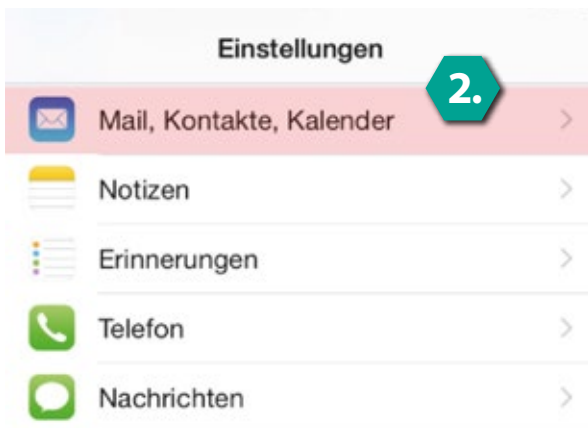 Einstellungen
2.
Mail, Kontakte, Kalender
Notizen
Erinnerungen
Telefon
Nachrichten